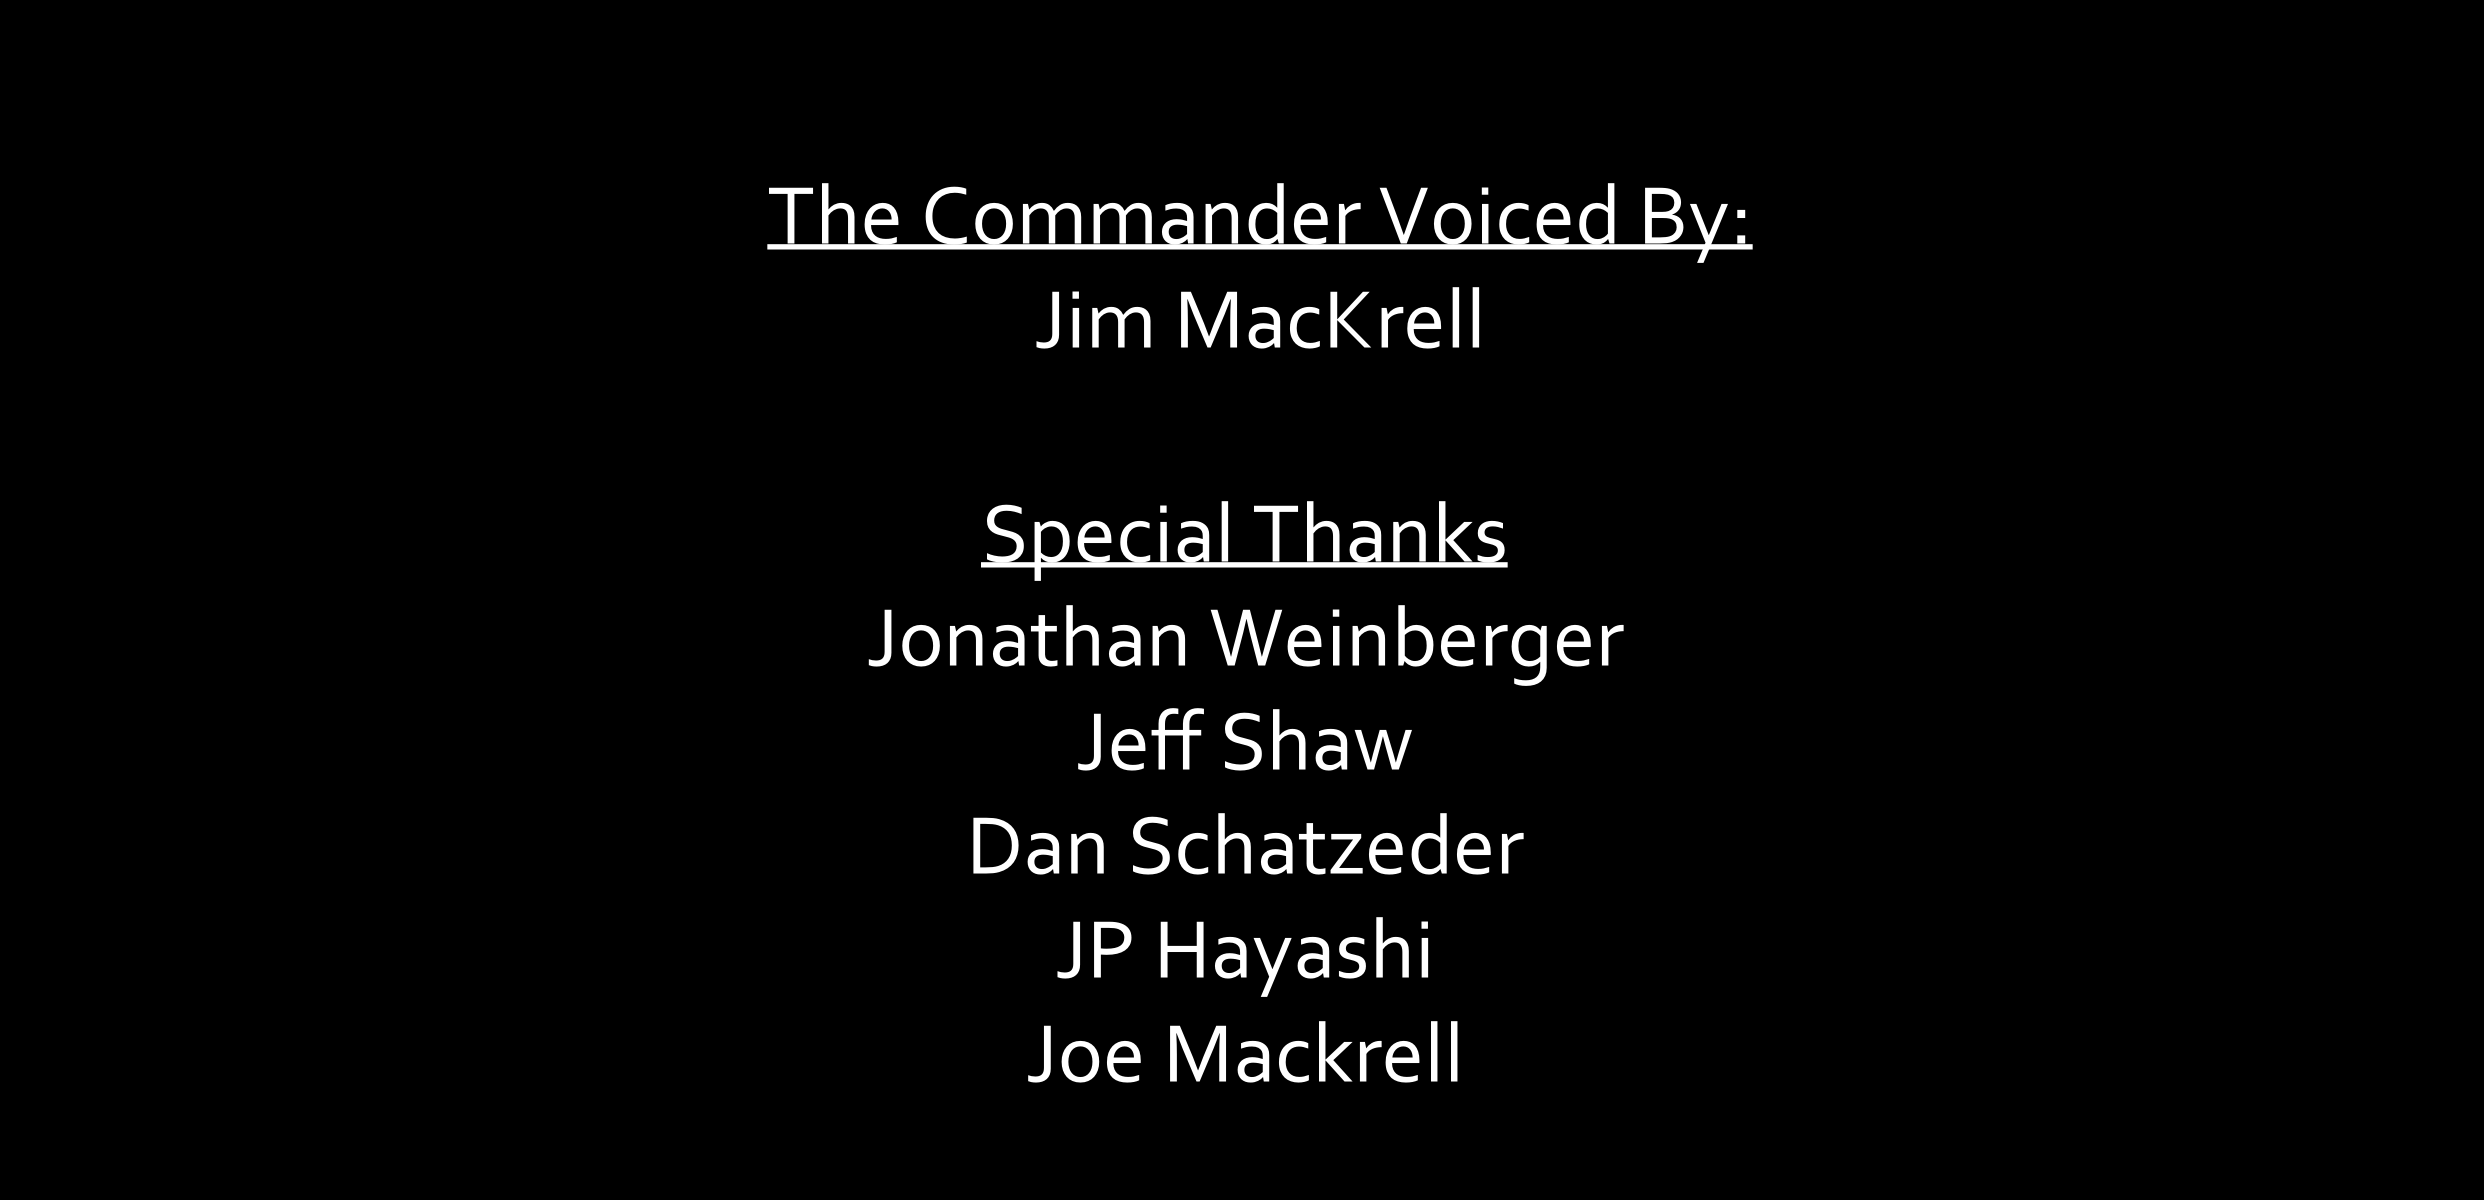 The Commander Voiced By:
Jim MacKrell
Special Thanks
Jonathan Weinberger
Jeff Shaw
Dan Schatzeder
JP Hayashi
Joe Mackrell